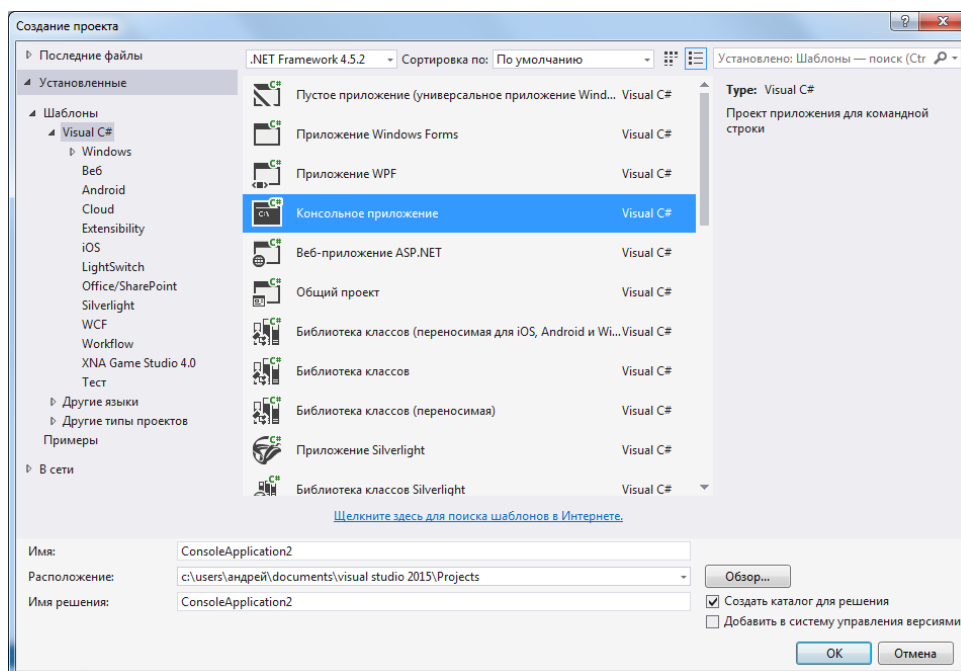 Создание проекта
Последние файлы
Установленные
Шаблоны
Visual C#
Windows
Веб
Android
Cloud
Extensibility
iOS
LightSwitch
Office/SharePoint
Silverlight
WCF
Workflow
XNA Game Studio 4.0
Тест
Другие языки
Другие типы проектов
Примеры
В сети
.NET Framework 4.5.2 Сортировка по: По умолчанию
Пустое приложение (универсальное приложение Wind... Visual C#
Приложение Windows Forms Visual C#
Приложение WPF Visual C#
Консольное приложение Visual C#
Веб-приложение ASP.NET Visual C#
Общий проект Visual C#
Библиотека классов (переносимая для iOS, Android и Wi... Visual C#
Библиотека классов Visual C#
Библиотека классов (переносимая) Visual C#
Приложение Silverlight Visual C#
Библиотека классов Silverlight Visual C#
Щелкните здесь для поиска шаблонов в Интернете.
Установлено: Шаблоны — поиск (Ctr
Type: Visual C#
Проект приложения для командной
строки
Имя: ConsoleApplication2
Расположение: c:\users\андрей\documents\visual studio 2015\Projects Обзор...
Имя решения: ConsoleApplication2
Создать каталог для решения
Добавить в систему управления версиями
OK Отмена